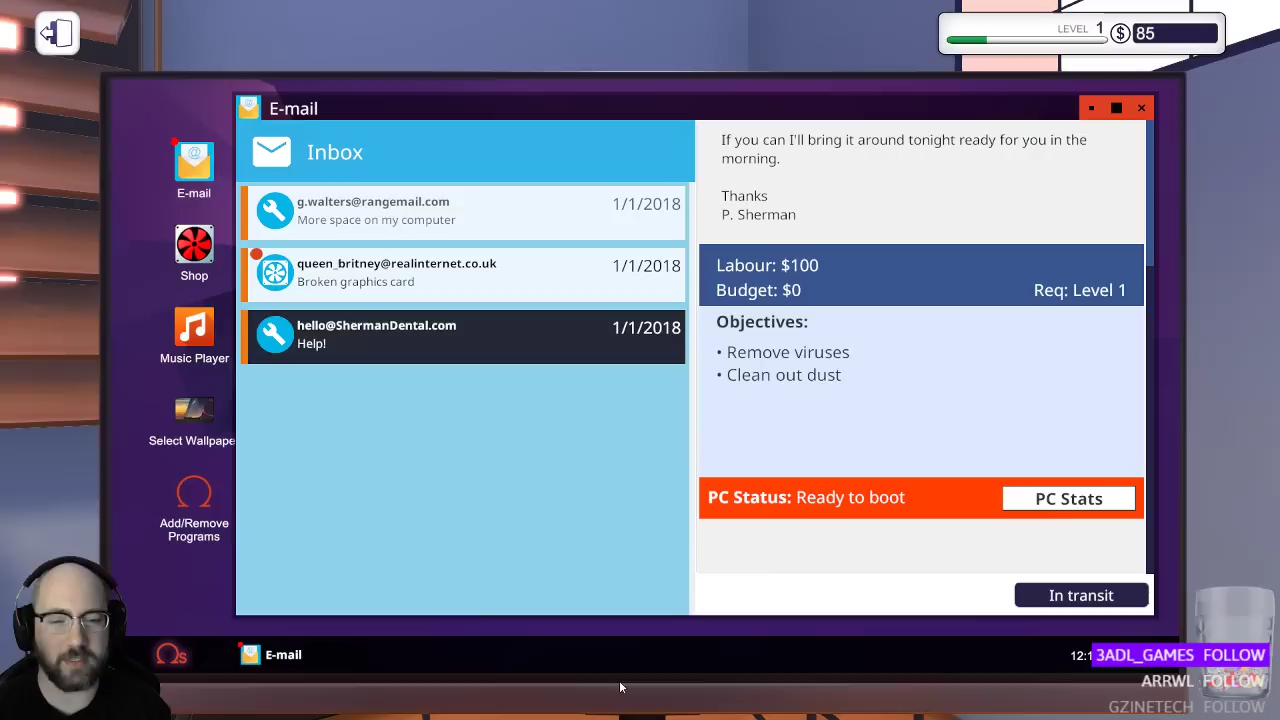 LEVEL 1
$ 85
E-mail
E-mail
Shop
Music Player
Select Wallpape
Add/Remove
Programs
Inbox
g.walters@rangemail.com
1/1/2018
More space on my computer
queen_britney@realinternet.co.uk
1/1/2018
Broken graphics card
hello@ShermanDental.com
1/1/2018
Help!
If you can I'll bring it around tonight ready for you in the
morning.
Thanks
P. Sherman
Labour: $100
Budget: $0
Req: Level 1
Objectives:
• Remove viruses
• Clean out dust
PC Status: Ready to boot
PC Stats
In transit
Ωs
E-mail
12:1
3ADL_GAMES FOLLOW
ARRWL FOLLOW
GZINETECH FOLLOW